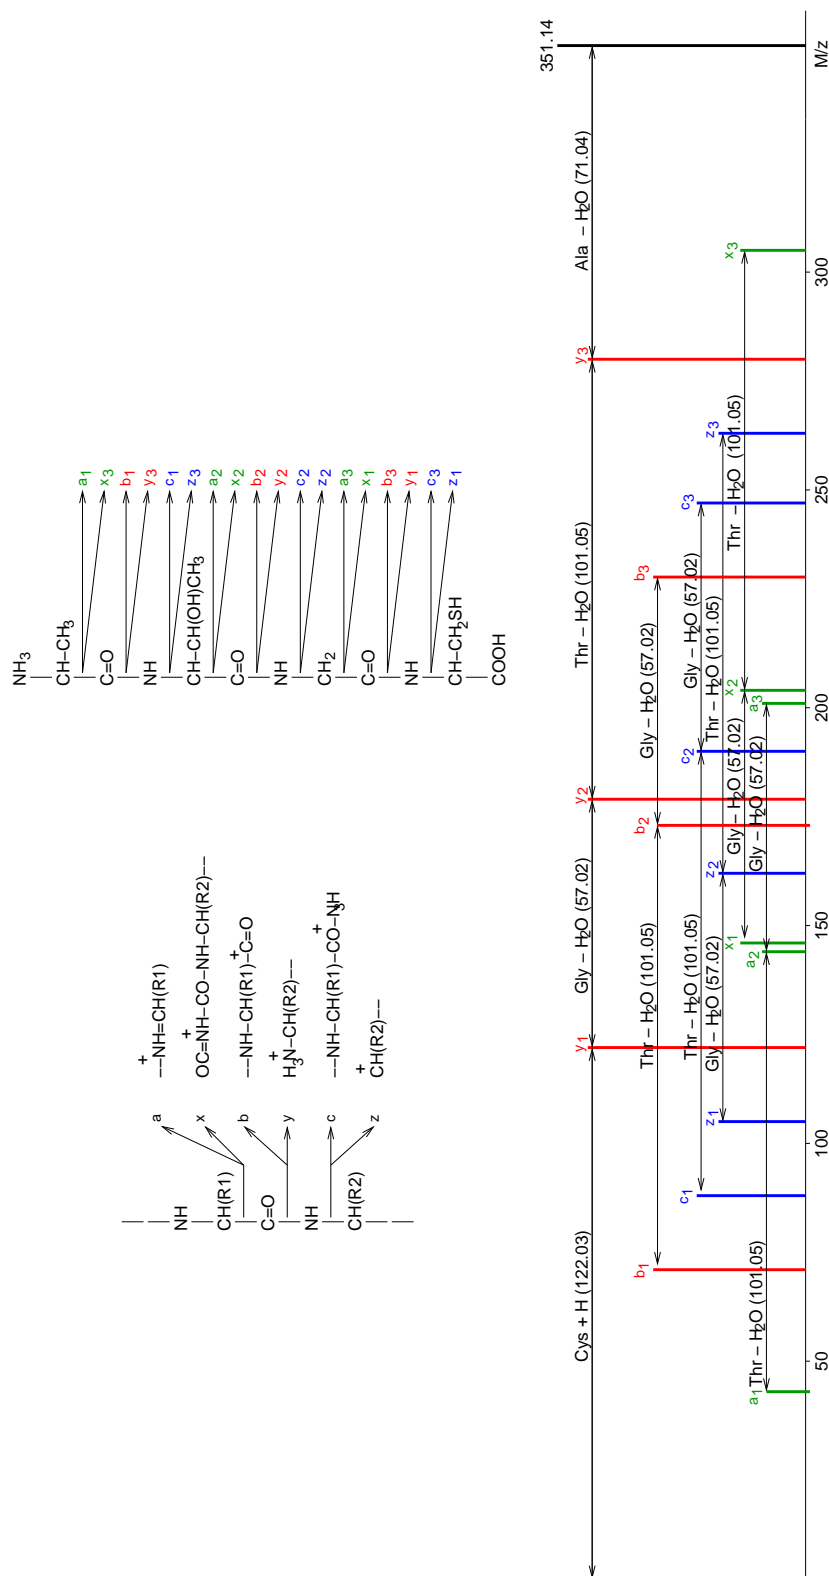 NH3
CH–CH3
C=O
NH
CH–CH(OH)CH3
C=O
NH
CH2
C=O
NH
CH–CH2SH
COOH
a1
x3
b1
y3
c1
z3
a2
x2
b2
y2
c2
z2
a3
x1
b3
y1
c3
z1
NH
CH(R1)
C=O
NH
CH(R2)
a
x
b
y
c
z
––NH=CH(R1)
+
OC=NH–CO–NH–CH(R2)––
+
––NH–CH(R1)–C=O
+
H3N–CH(R2)––
+
––NH–CH(R1)–CO–NH3
+
CH(R2)––
+
351.14
Cys + H (122.03)
y1
Gly – H2O (57.02)
y2
Thr – H2O (101.05)
y3
Ala – H2O (71.04)
b1
Thr – H2O (101.05)
b2
Gly – H2O (57.02)
b3
c1
Thr – H2O (101.05)
c2
Gly – H2O (57.02)
c3
z1
Gly – H2O (57.02)
z2
Thr – H2O (101.05)
z3
x1
Gly – H2O (57.02)
x2
Thr – H2O (101.05)
x3
a1
Thr – H2O (101.05)
a2
Gly – H2O (57.02)
a3
50
100
150
200
250
300
M/z